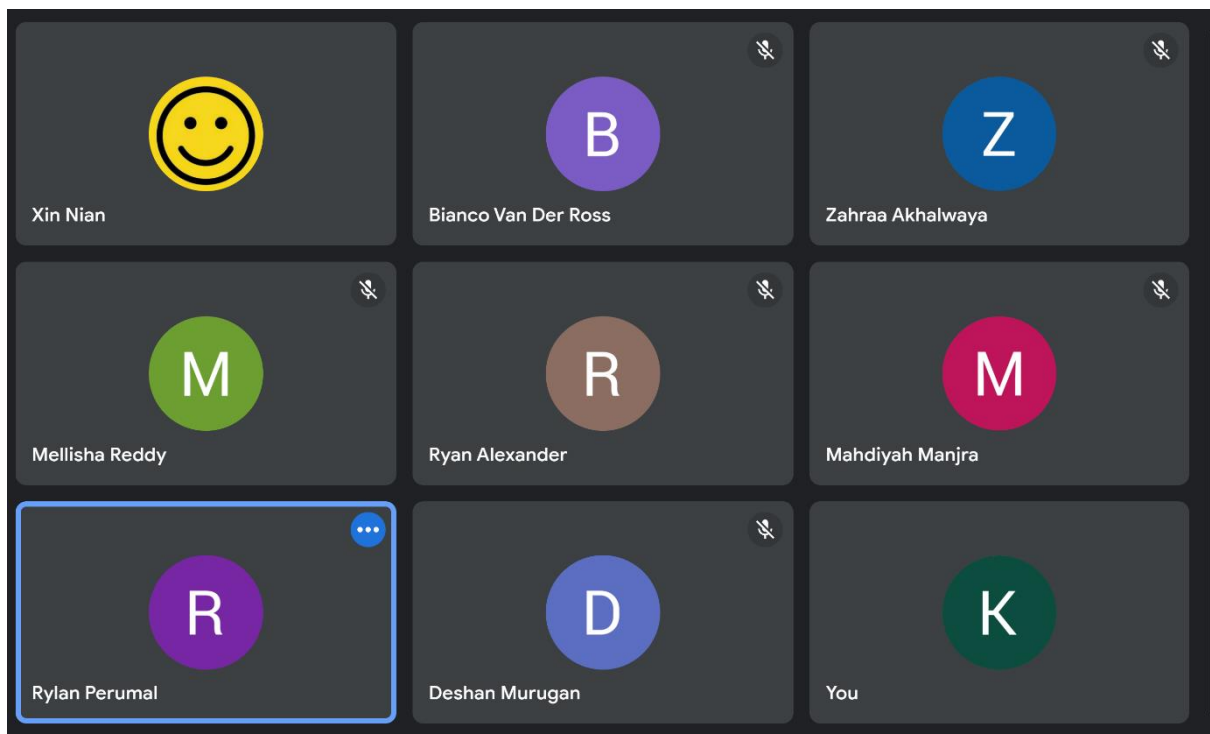 Xin Nian
B
Bianco Van Der Ross
Z
Zahraa Akhalwaya
M
Mellisha Reddy
R
Ryan Alexander
M
Mahdiyah Manjra
R
Rylan Perumal
D
Deshan Murugan
K
You